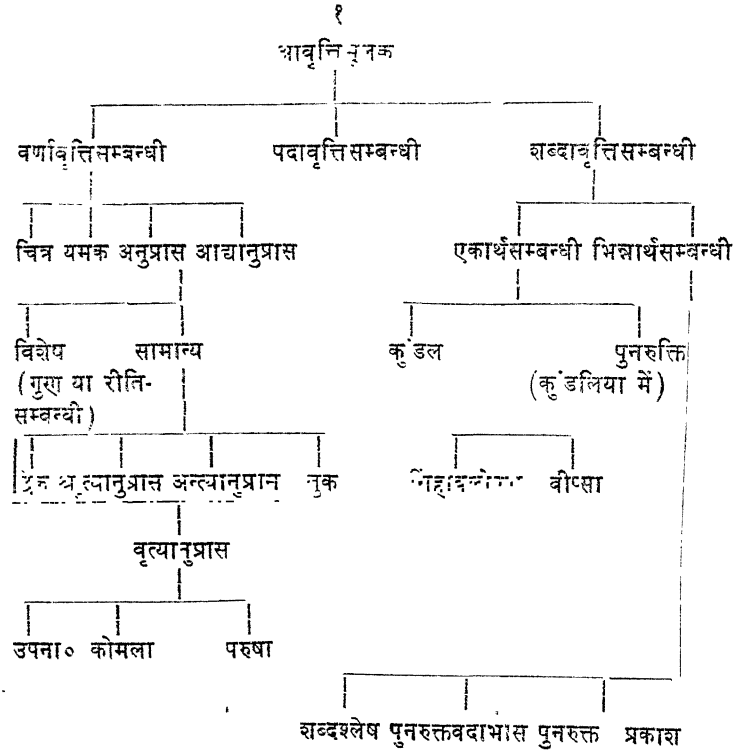 १
आवृत्ति मूलक
वर्णावृत्तिसम्बन्धी पदावृत्तिसम्बन्धी शब्दावृत्तिसम्बन्धी
चित्र यमक अनुप्रास आद्यानुप्रास एकार्थसम्बन्धी भिन्नार्थसम्बन्धी
विशेष सामान्य कुंडल पुनरुक्ति
(गुण या रीति- (कुंडलिया में)
सम्बन्धी)
छेक श्रुत्यानुप्रास अन्त्यानुप्रास तुक वीप्सा
वृत्यानुप्रास
उपना० कोमला परुषा
शब्दश्लेष पुनरुक्तवदाभास पुनरुक्त प्रकाश